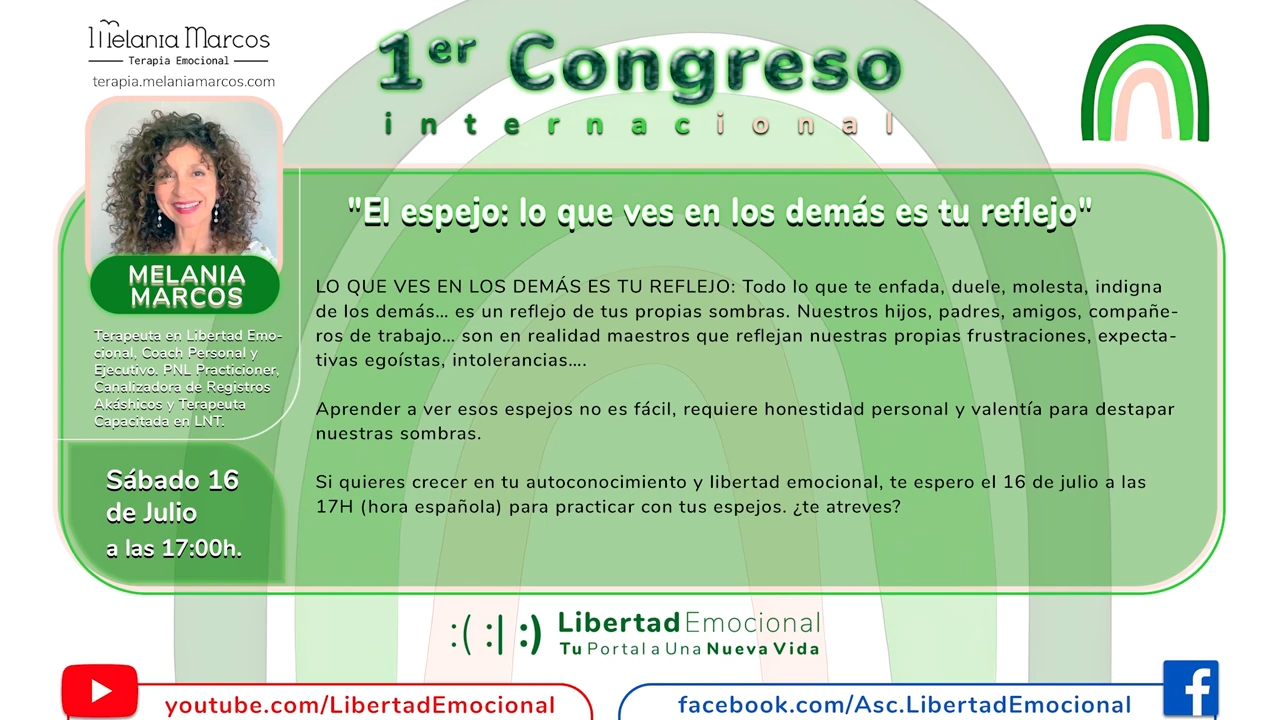 Melania Marcos
Terapia Emocional
terapia.melaniamarcos.com
1er Congreso
internacional
MELANIA
MARCOS
Terapeuta en Libertad Emo-
cional, Coach Personal y
Ejecutivo. PNL Practicioner,
Canalizadora de Registros
Akáshicos y Terapeuta
Capacitada en LNT.
Sábado 16
de Julio
a las 17:00h.
"El espejo: lo que ves en los demás es tu reflejo"
LO QUE VES EN LOS DEMÁS ES TU REFLEJO: Todo lo que te enfada, duele, molesta, indigna
de los demás... es un reflejo de tus propias sombras. Nuestros hijos, padres, amigos, compañe-
ros de trabajo... son en realidad maestros que reflejan nuestras propias frustraciones, expecta-
tivas egoístas, intolerancias....
Aprender a ver esos espejos no es fácil, requiere honestidad personal y valentía para destapar
nuestras sombras.
Si quieres crecer en tu autoconocimiento y libertad emocional, te espero el 16 de julio a las
17H (hora española) para practicar con tus espejos. ¿te atreves?
:( :| :) LibertadEmocional
Tu Portal a Una Nueva Vida
youtube.com/LibertadEmocional
facebook.com/Asc.LibertadEmocional